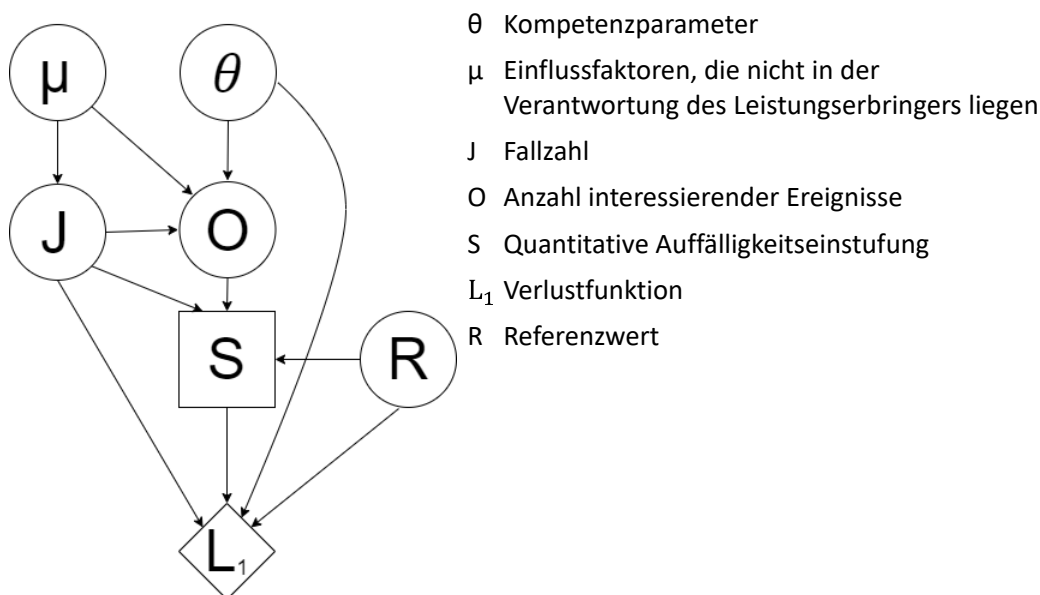 μ
θ
J
O
S
R
L1
θ Kompetenzparameter
μ Einflussfaktoren, die nicht in der
Verantwortung des Leistungserbringers liegen
J Fallzahl
O Anzahl interessierender Ereignisse
S Quantitative Auffälligkeitseinstufung
L1 Verlustfunktion
R Referenzwert